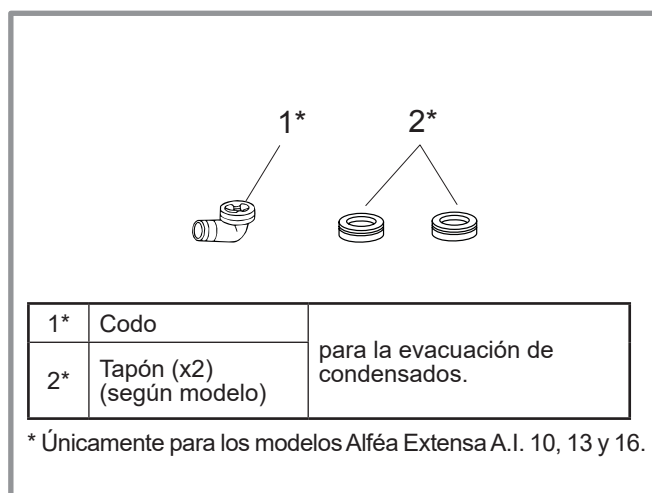 1* 2*
1* Codo
para la evacuación de
condensados.
2* Tapón (x2)
(según modelo)
* Únicamente para los modelos Alféa Extensa A.I. 10, 13 y 16.